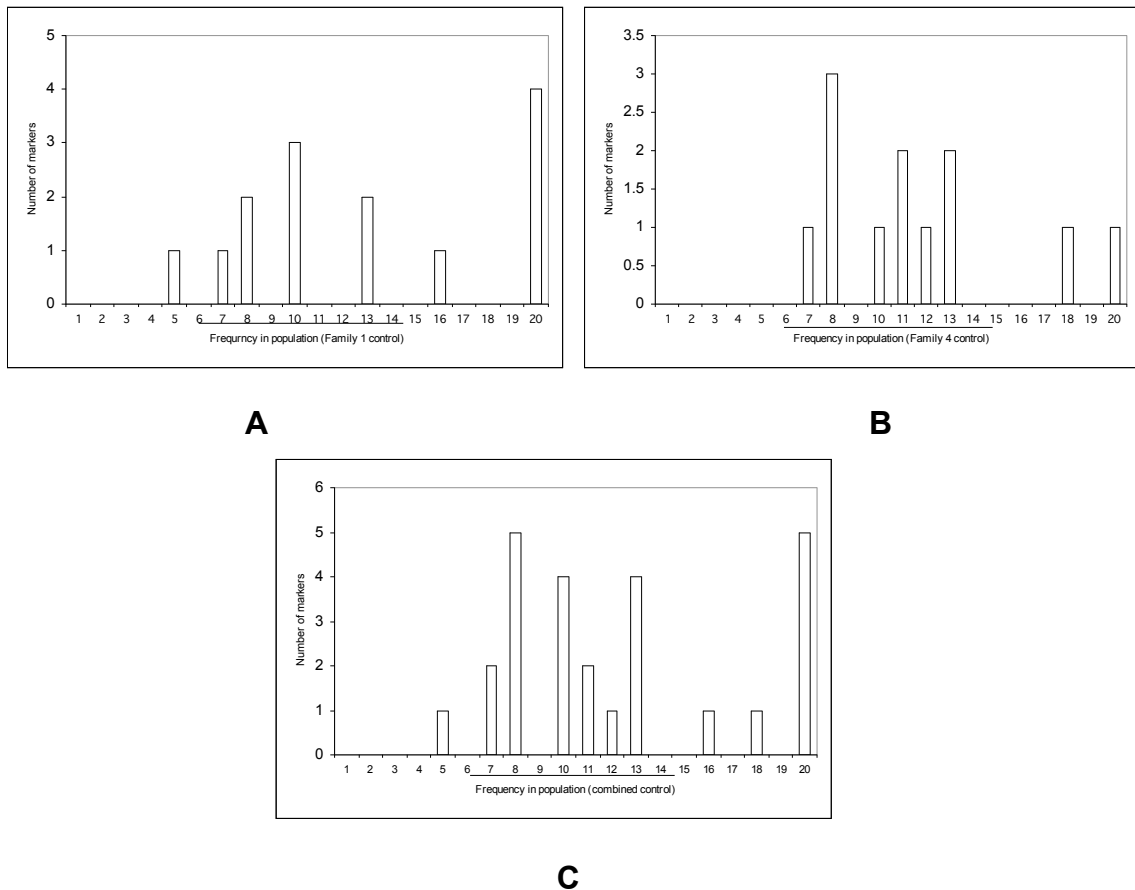 5
4
3
2
1
0
Number of markers
1 2 3 4 5 6 7 8 9 10 11 12 13 14 15 16 17 18 19 20
Frequrncy in population (Family 1 control)
A
3.5
3
2.5
2
1.5
1
0.5
0
Number of markers
1 2 3 4 5 6 7 8 9 10 11 12 13 14 15 16 17 18 19 20
Frequency in population (Family 4 control)
B
6
5
4
3
2
1
0
Number of markers
1 2 3 4 5 6 7 8 9 10 11 12 13 14 15 16 17 18 19 20
Frequency in population (combined control)
C